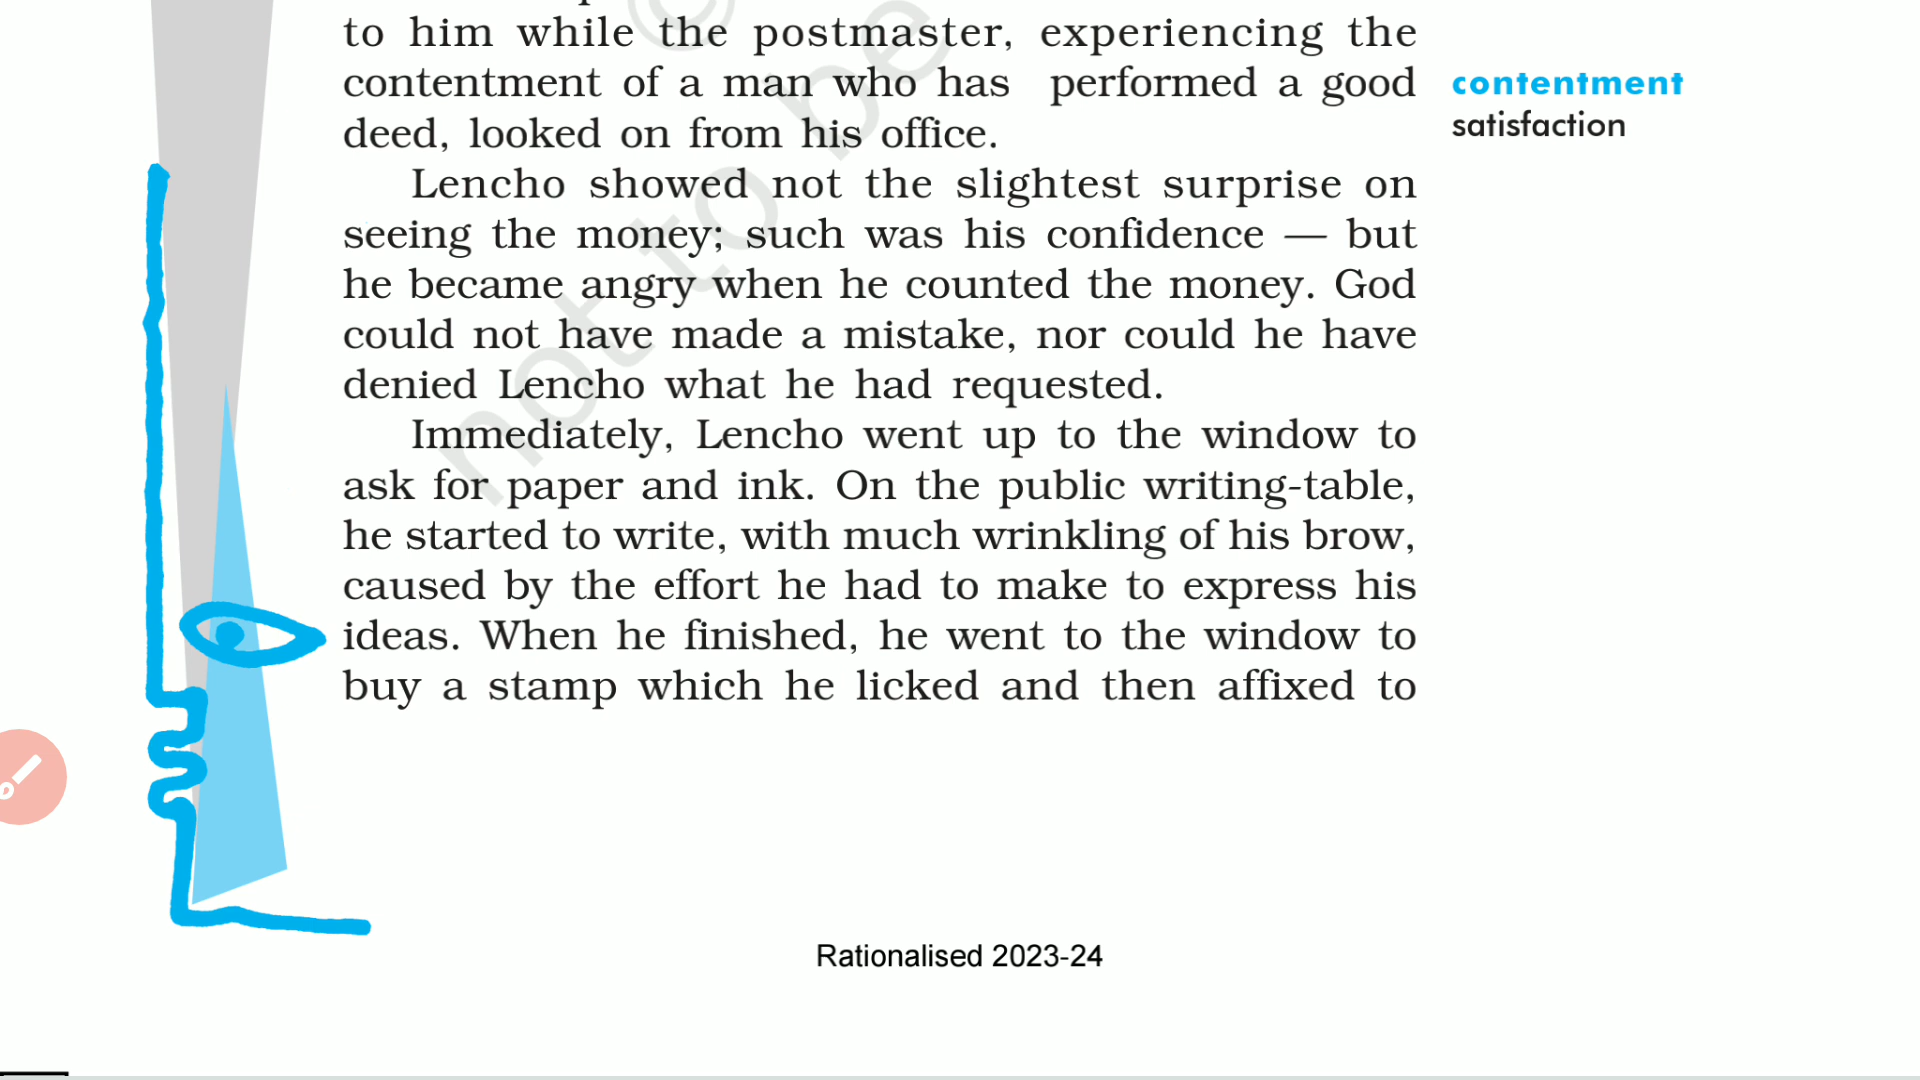 to him while the postmaster, experiencing the
contentment of a man who has performed a good
deed, looked on from his office.
Lencho showed not the slightest surprise on
seeing the money; such was his confidence — but
he became angry when he counted the money. God
could not have made a mistake, nor could he have
denied Lencho what he had requested.
Immediately, Lencho went up to the window to
ask for paper and ink. On the public writing-table,
he started to write, with much wrinkling of his brow,
caused by the effort he had to make to express his
ideas. When he finished, he went to the window to
buy a stamp which he licked and then affixed to
contentment
satisfaction
not to be
Rationalised 2023-24